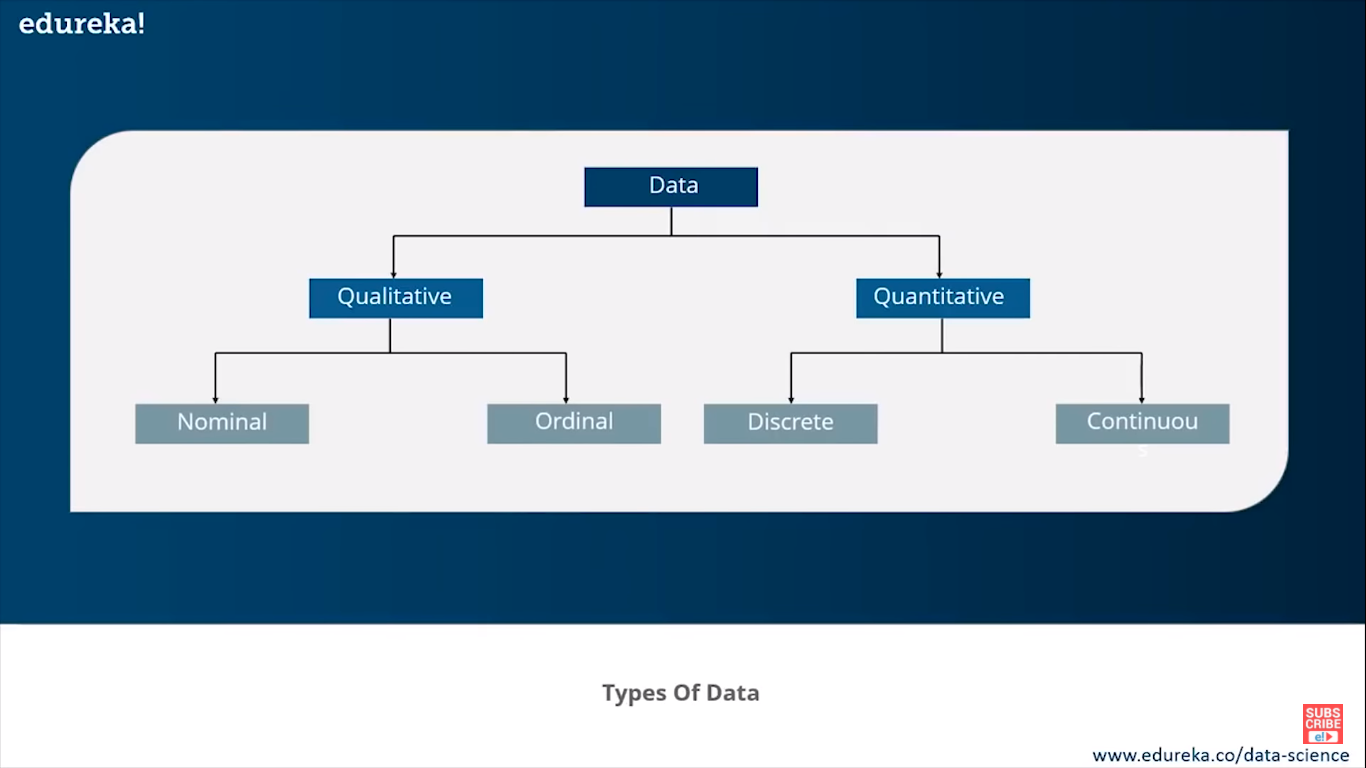 edureka!
Data
Qualitative
Quantitative
Nominal
Ordinal
Discrete
Continuou
s
Types Of Data
SUBS
CRIBE
e!
www.edureka.co/data-science